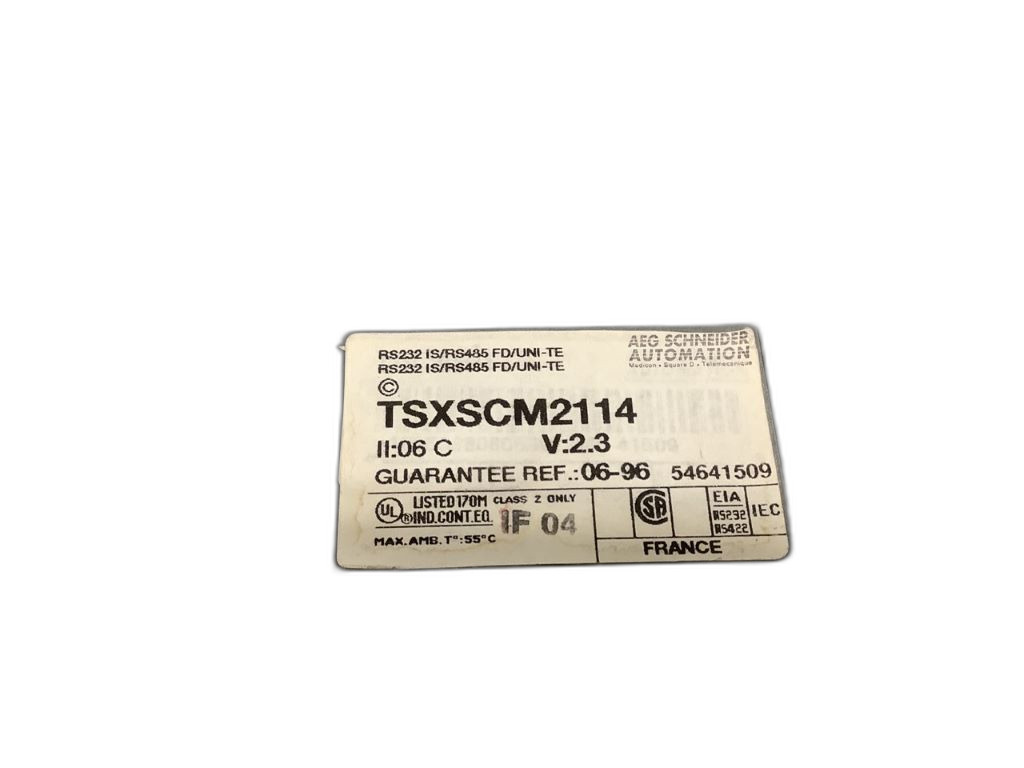 RS232 IS/RS485 FD/UNI-TE
RS232 IS/RS485 FD/UNI-TE
AEG SCHNEIDER
AUTOMATION
Modicon • Square D • Telemecanique
©
TSXSCM2114
II:06 C V:2.3
GUARANTEE REF.:06-96 54641509
UL® LISTED 170M CLASS 2 ONLY
IND.CONT.EQ. IF 04
MAX.AMB.T°:55°C
SA
EIA
RS232
RS422
IEC
FRANCE